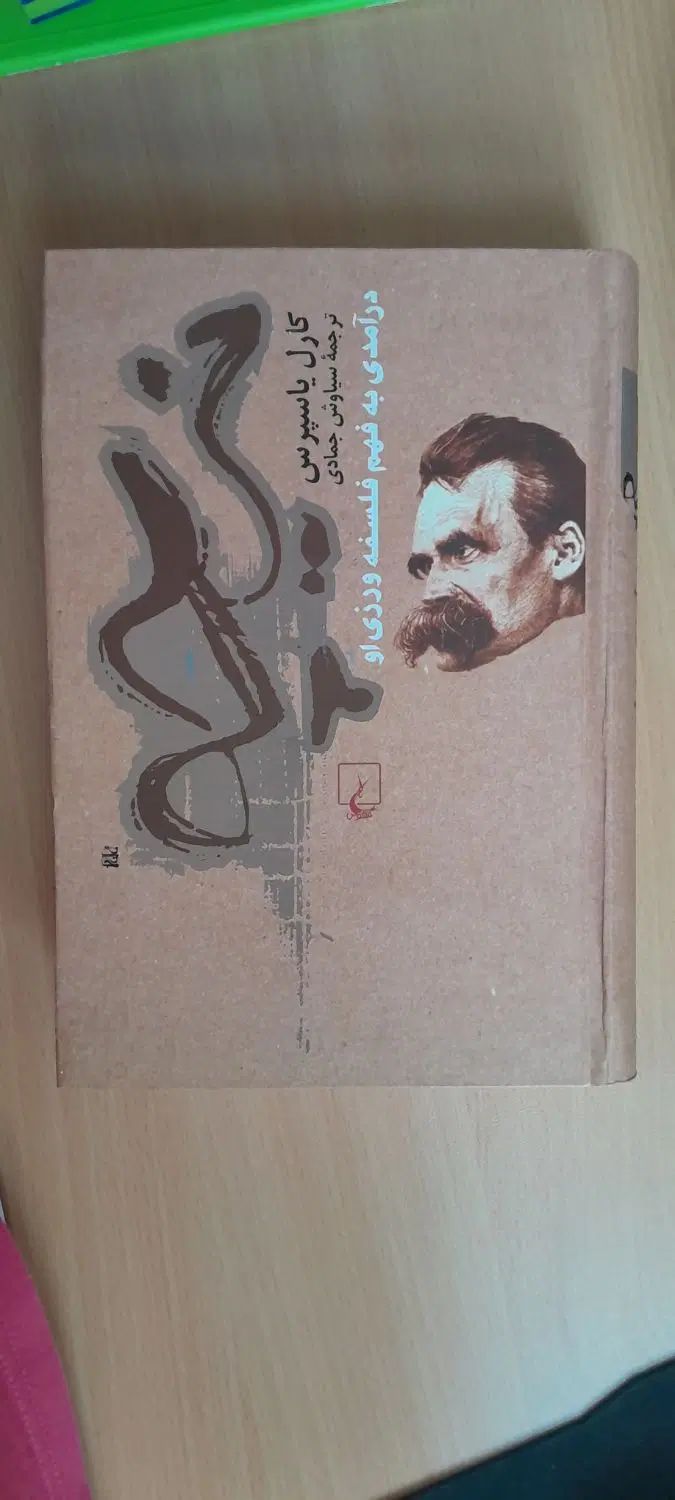 نیچه
کارل یاسپرس
ترجمهٔ سیاوش جمادی
درآمدی به فهم فلسفه ورزی او